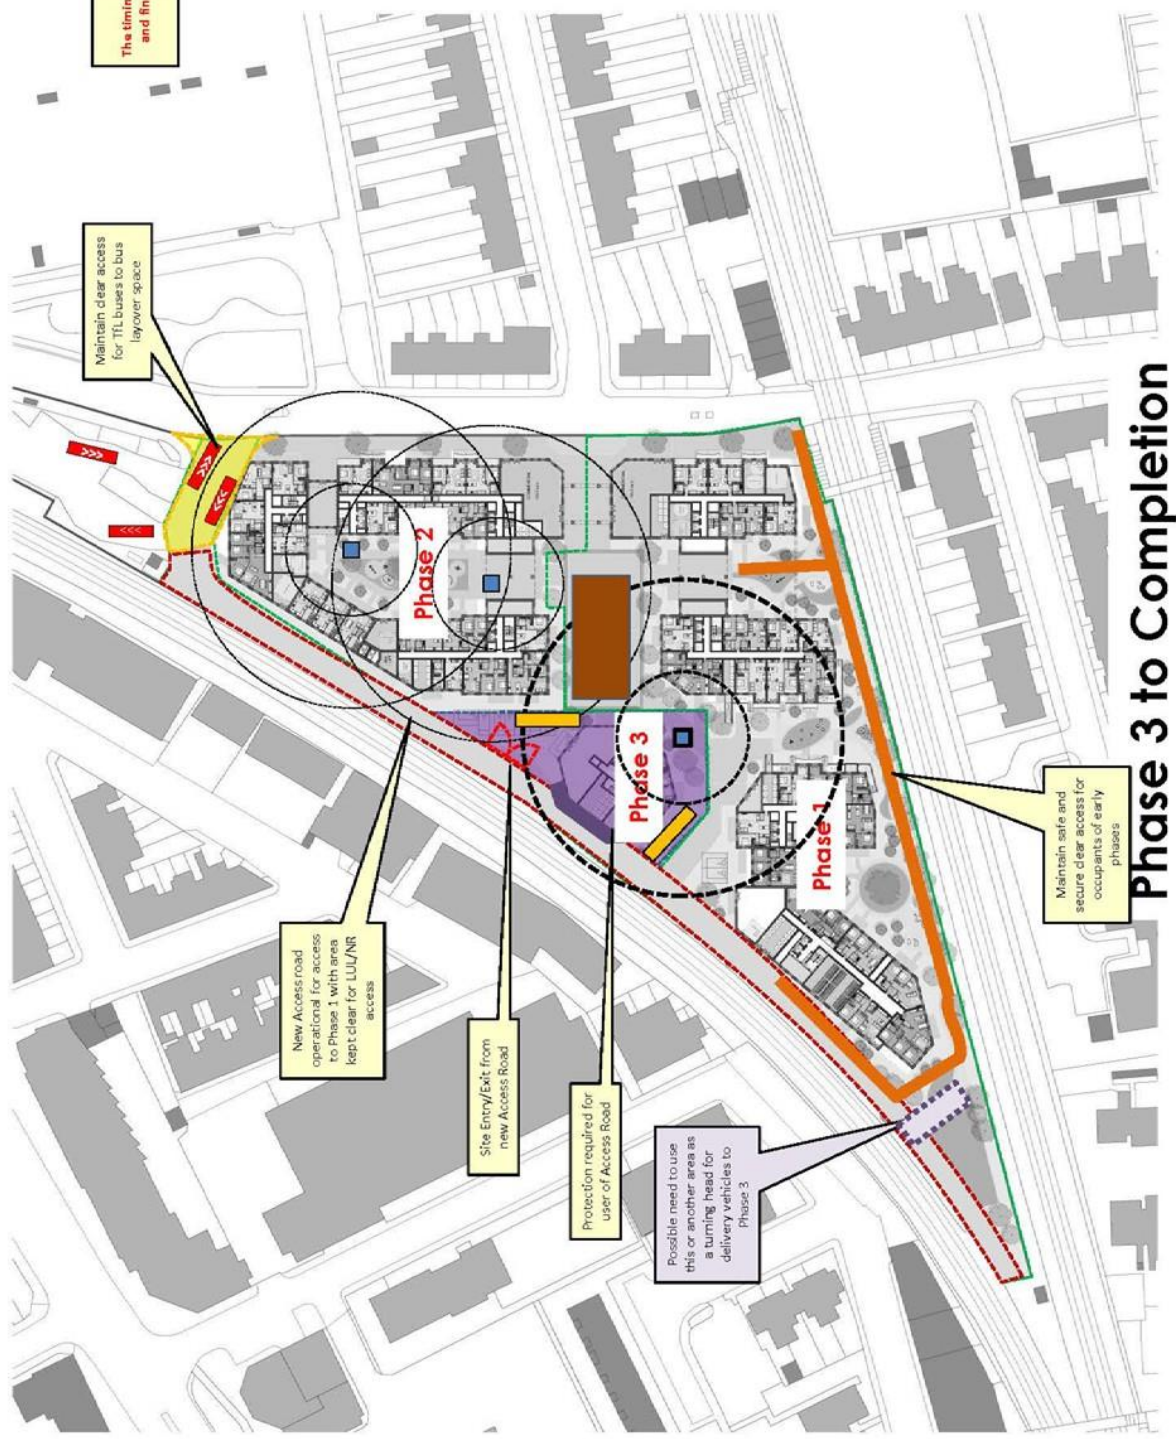 The timin
and fin
Maintain clear access
for TfL buses to bus
layover space
>>>
<<<
>>>
<<<
Phase 2
Phase 3
Phase 1
New Access road
operational for access
to Phase 1 with area
kept clear for LUL/NR
access
Site Entry/Exit from
new Access Road
Protection required for
user of Access Road
Possible need to use
this or another area as
a turning head for
delivery vehicles to
Phase 3
Maintain safe and
secure clear access for
occupants of early
phases
Phase 3 to Completion